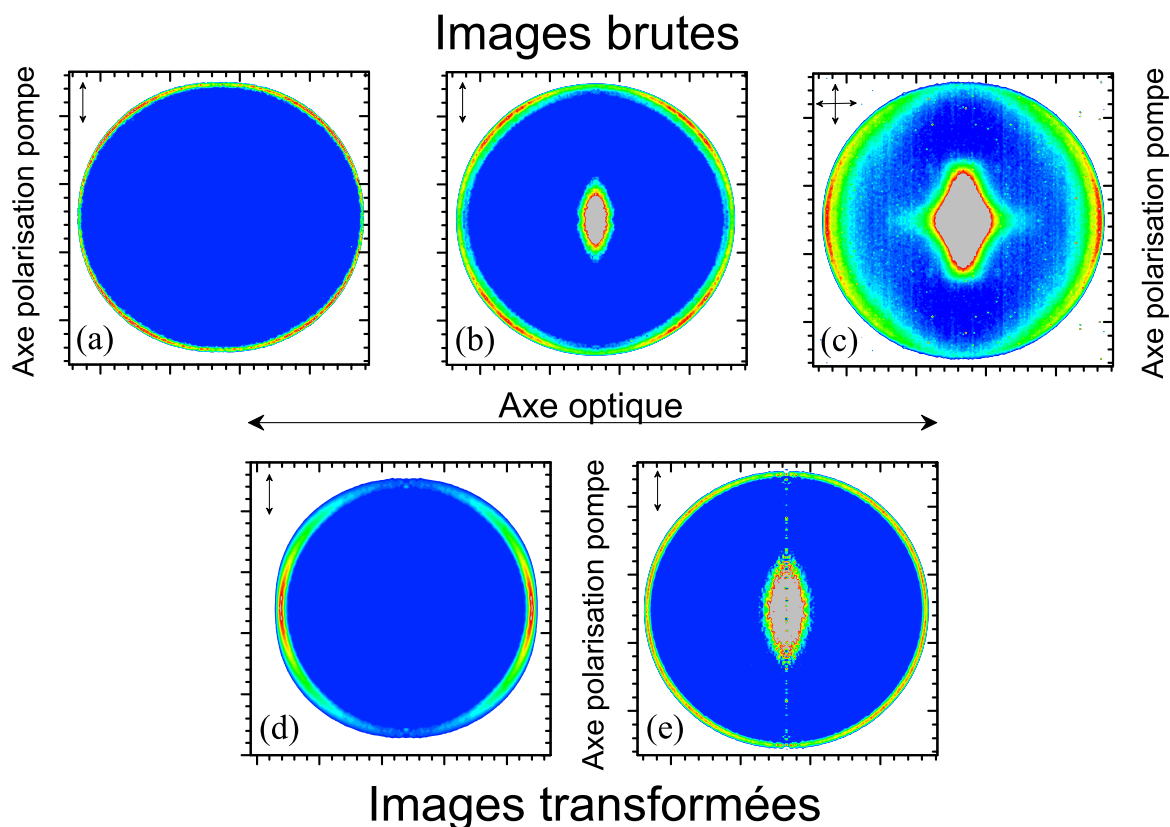 Images brutes
Axe polarisation pompe
(a)
(b)
(c)
Axe polarisation pompe
Axe optique
(d)
Axe polarisation pompe
(e)
Images transformées